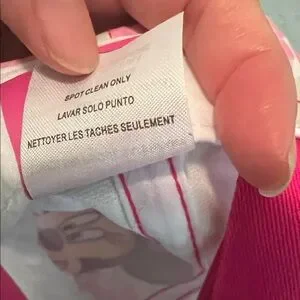 SPOT CLEAN ONLY
LAVAR SOLO PUNTO
NETTOYER LES TACHES SEULEMENT